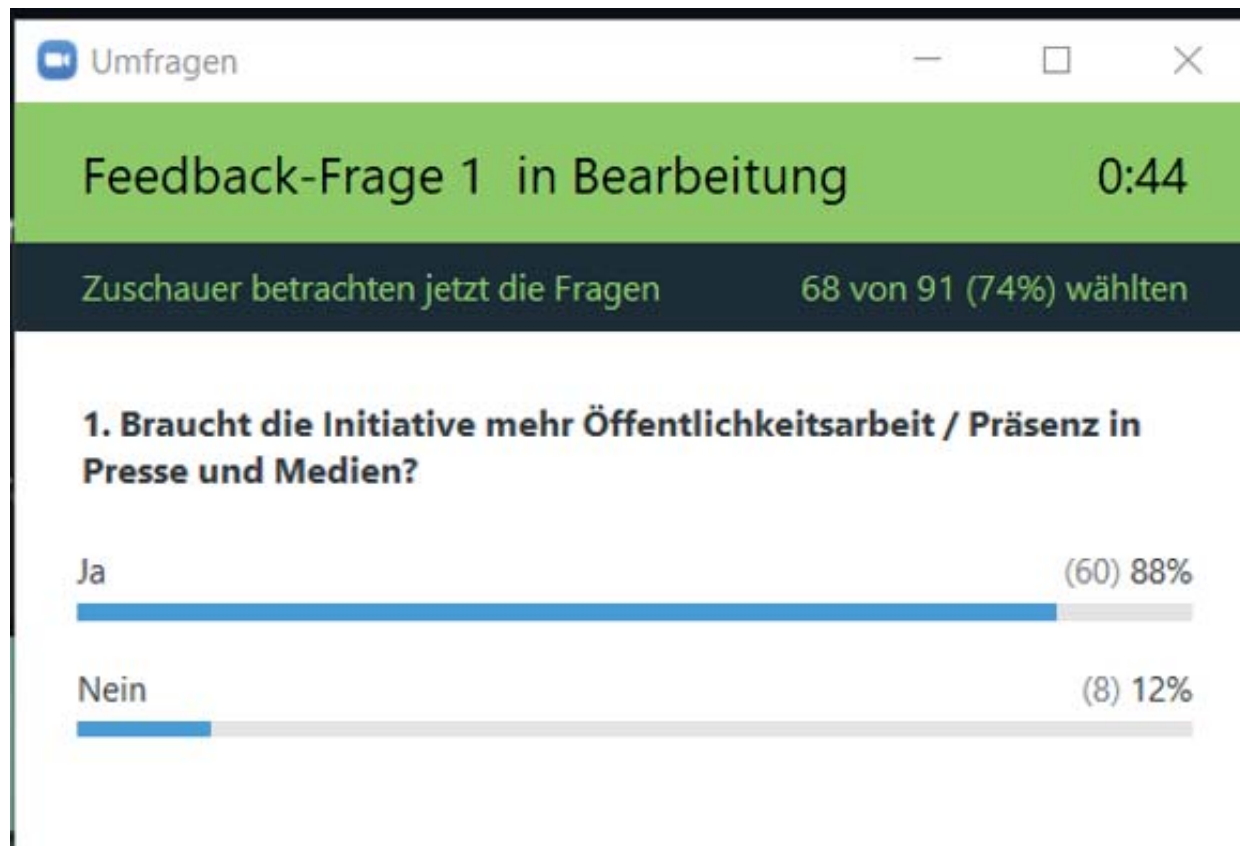 Umfragen
Feedback-Frage 1 in Bearbeitung 0:44
Zuschauer betrachten jetzt die Fragen 68 von 91 (74%) wählten
1. Braucht die Initiative mehr Öffentlichkeitsarbeit / Präsenz in
Presse und Medien?
Ja (60) 88%
Nein (8) 12%